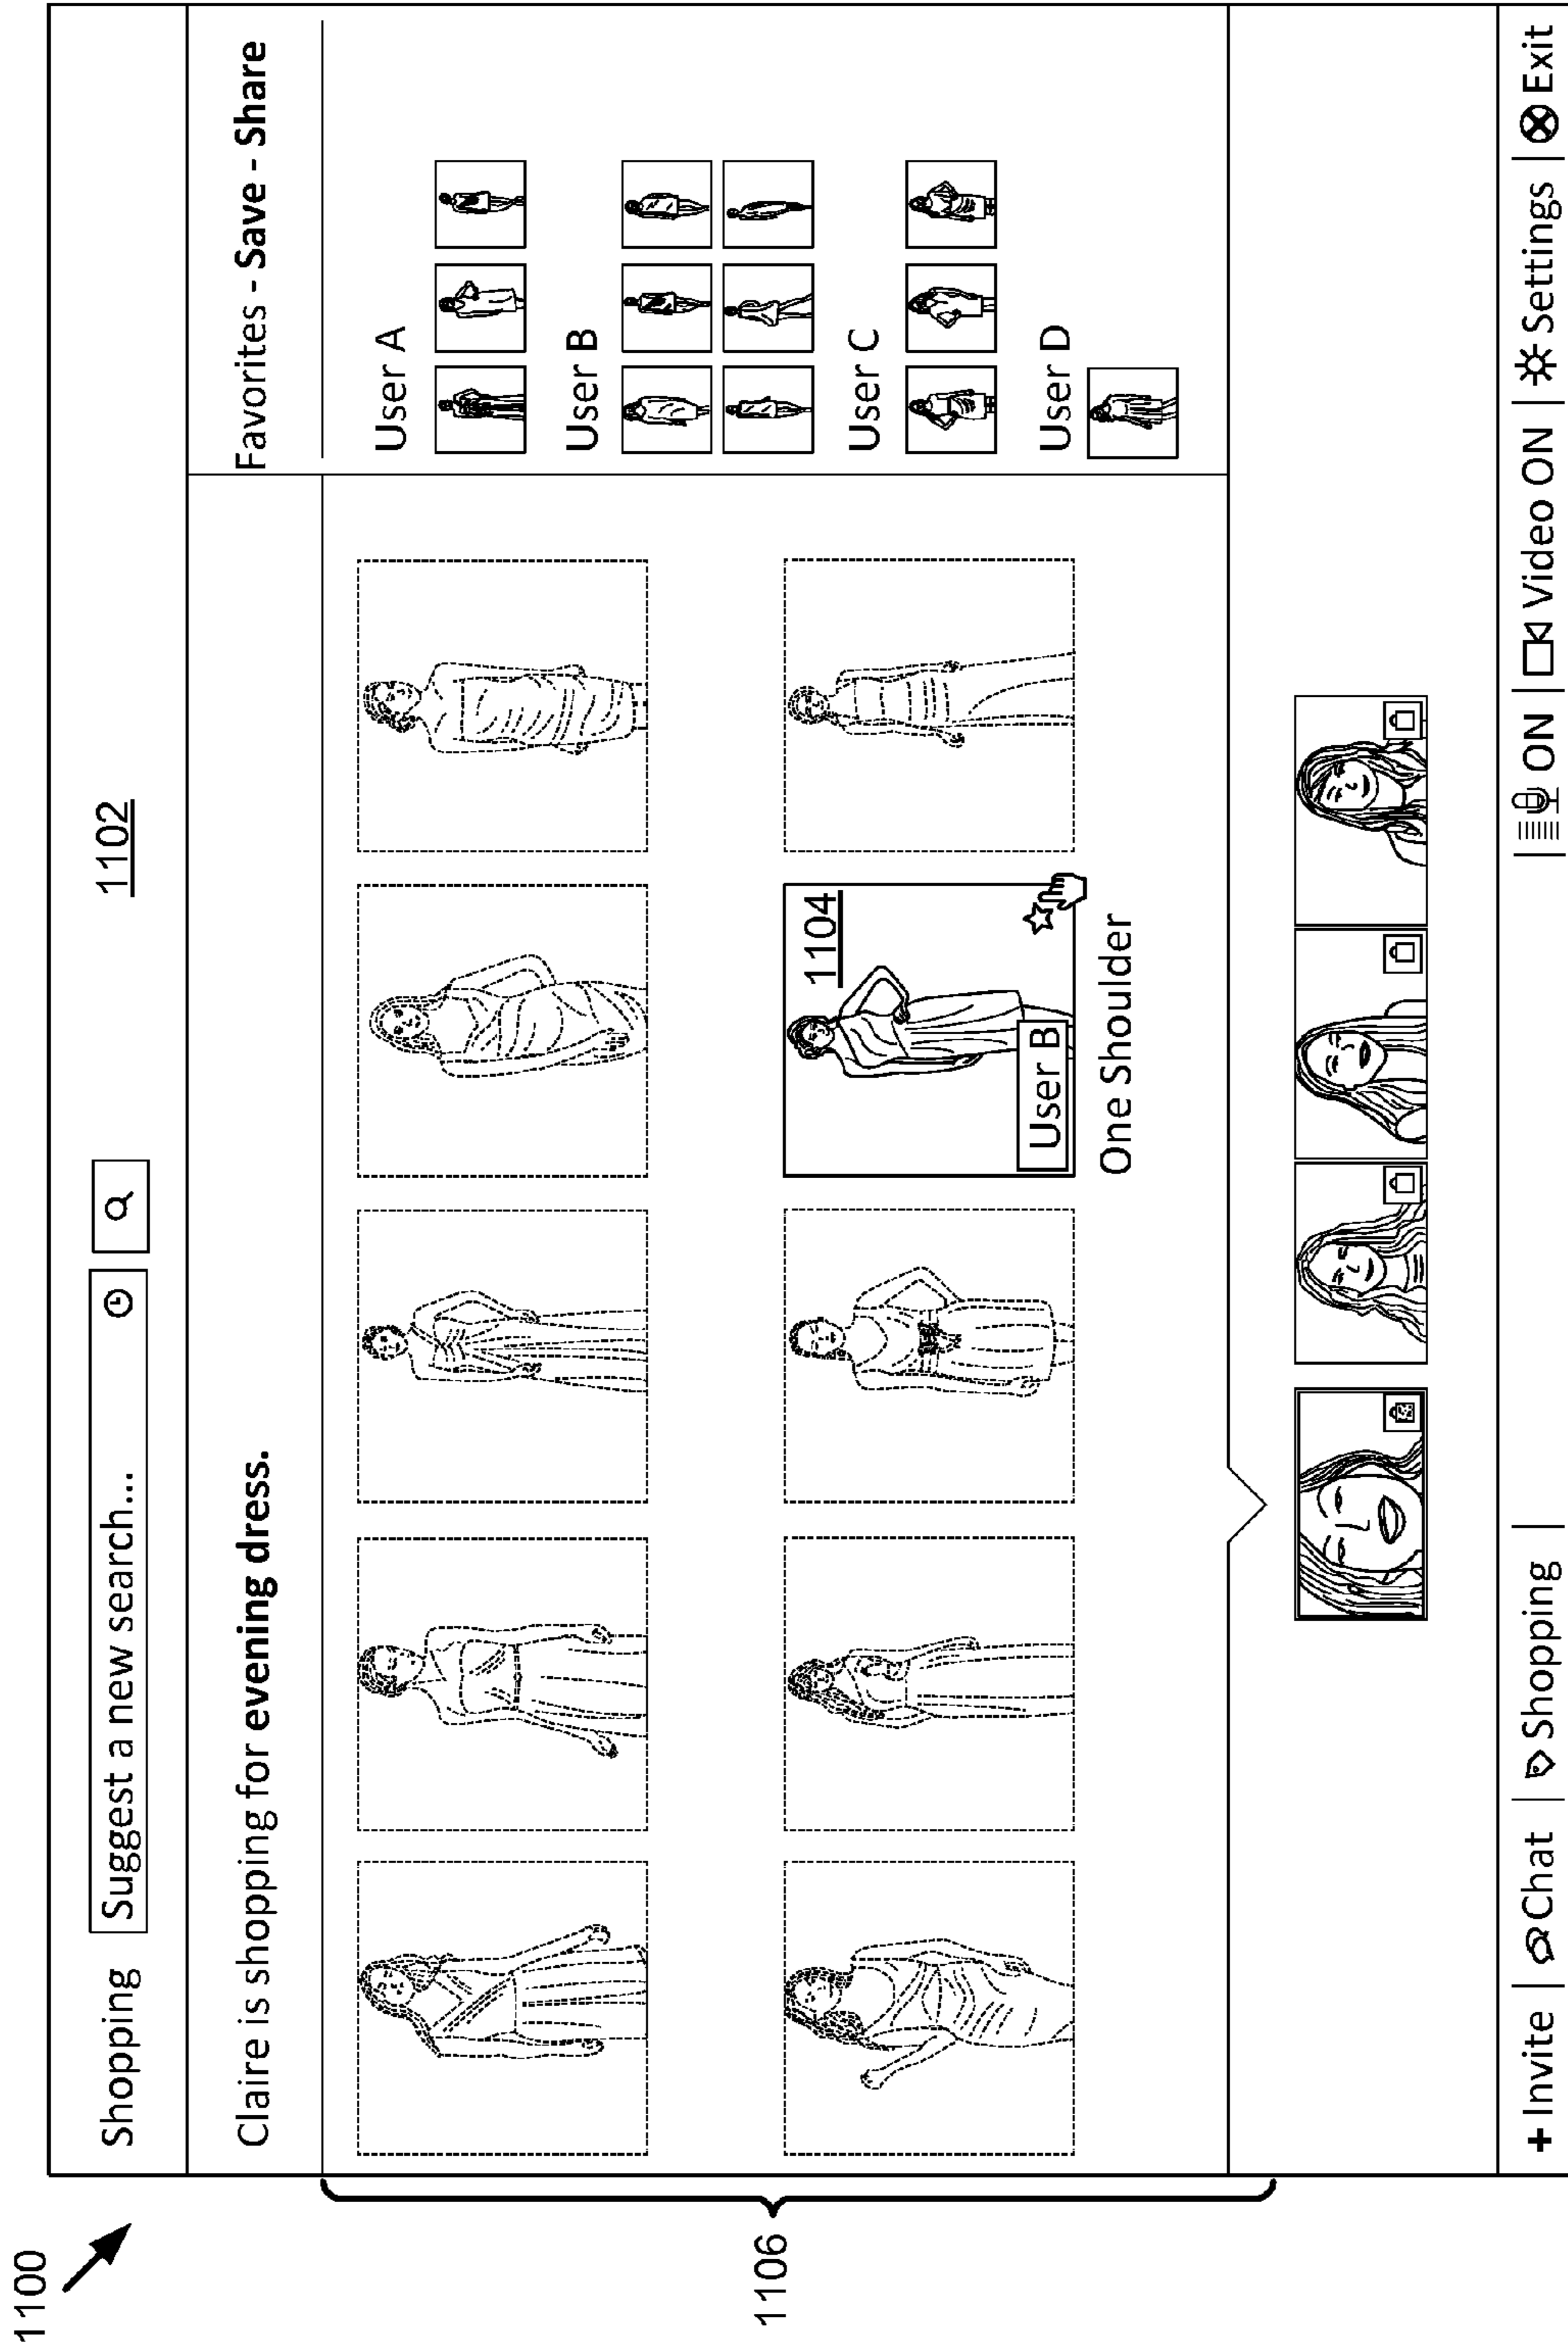 1100
1102
Shopping Suggest a new search...
Claire is shopping for evening dress.
Favorites - Save - Share
User A
User B
User C
User D
1104
User B
One Shoulder
1106
+ Invite | Chat | Shopping |
| ON | Video ON | Settings | Exit